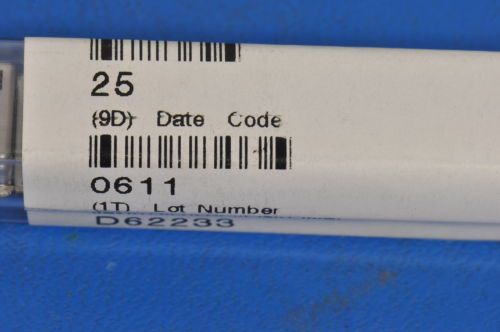 25
(9D) Date Code
0611
(1T) Lot Number
D62233